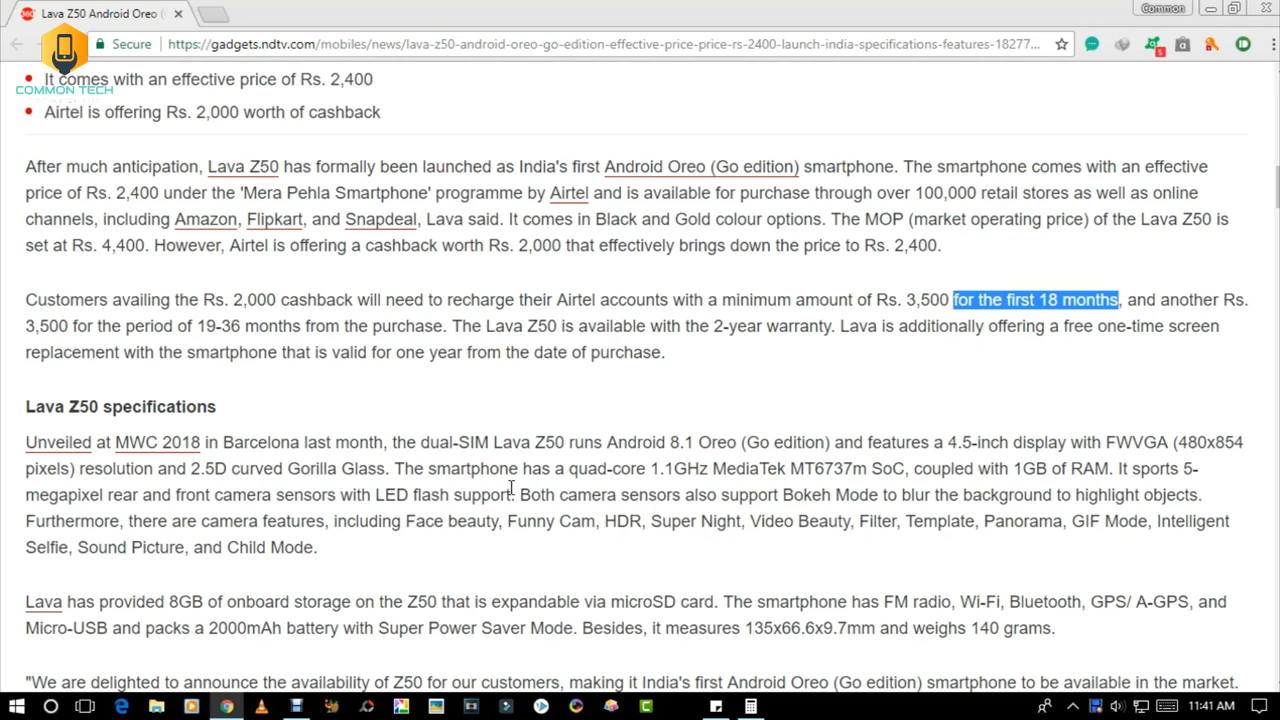 Lava Z50 Android Oreo (
Common
Secure
https://gadgets.ndtv.com/mobiles/news/lava-z50-android-oreo-go-edition-effective-price-price-rs-2400-launch-india-specifications-features-18277...
It comes with an effective price of Rs. 2,400
COMMON TECH
Airtel is offering Rs. 2,000 worth of cashback
After much anticipation, Lava Z50 has formally been launched as India's first Android Oreo (Go edition) smartphone. The smartphone comes with an effective
price of Rs. 2,400 under the 'Mera Pehla Smartphone' programme by Airtel and is available for purchase through over 100,000 retail stores as well as online
channels, including Amazon, Flipkart, and Snapdeal, Lava said. It comes in Black and Gold colour options. The MOP (market operating price) of the Lava Z50 is
set at Rs. 4,400. However, Airtel is offering a cashback worth Rs. 2,000 that effectively brings down the price to Rs. 2,400.
Customers availing the Rs. 2,000 cashback will need to recharge their Airtel accounts with a minimum amount of Rs. 3,500 for the first 18 months, and another Rs.
3,500 for the period of 19-36 months from the purchase. The Lava Z50 is available with the 2-year warranty. Lava is additionally offering a free one-time screen
replacement with the smartphone that is valid for one year from the date of purchase.
Lava Z50 specifications
Unveiled at MWC 2018 in Barcelona last month, the dual-SIM Lava Z50 runs Android 8.1 Oreo (Go edition) and features a 4.5-inch display with FWVGA (480x854
pixels) resolution and 2.5D curved Gorilla Glass. The smartphone has a quad-core 1.1GHz MediaTek MT6737m SoC, coupled with 1GB of RAM. It sports 5-
megapixel rear and front camera sensors with LED flash support. Both camera sensors also support Bokeh Mode to blur the background to highlight objects.
Furthermore, there are camera features, including Face beauty, Funny Cam, HDR, Super Night, Video Beauty, Filter, Template, Panorama, GIF Mode, Intelligent
Selfie, Sound Picture, and Child Mode.
Lava has provided 8GB of onboard storage on the Z50 that is expandable via microSD card. The smartphone has FM radio, Wi-Fi, Bluetooth, GPS/ A-GPS, and
Micro-USB and packs a 2000mAh battery with Super Power Saver Mode. Besides, it measures 135x66.6x9.7mm and weighs 140 grams.
"We are delighted to announce the availability of Z50 for our customers, making it India's first Android Oreo (Go edition) smartphone to be available in the market.
11:41 AM